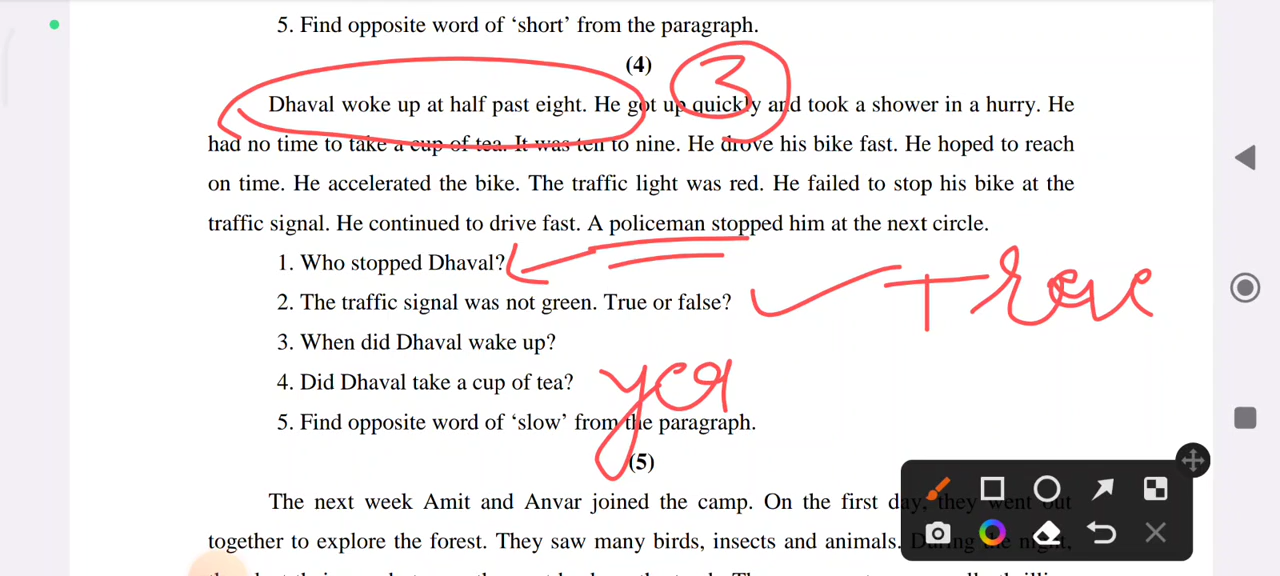 5. Find opposite word of ‘short’ from the paragraph.
(4)
3
Dhaval woke up at half past eight. He got up quickly and took a shower in a hurry. He
had no time to take a cup of tea. It was ten to nine. He drove his bike fast. He hoped to reach
on time. He accelerated the bike. The traffic light was red. He failed to stop his bike at the
traffic signal. He continued to drive fast. A policeman stopped him at the next circle.
1. Who stopped Dhaval?
2. The traffic signal was not green. True or false?
True
3. When did Dhaval wake up?
4. Did Dhaval take a cup of tea?
yes
5. Find opposite word of ‘slow’ from the paragraph.
(5)
The next week Amit and Anvar joined the camp. On the first day, they went out
together to explore the forest. They saw many birds, insects and animals. During the night,